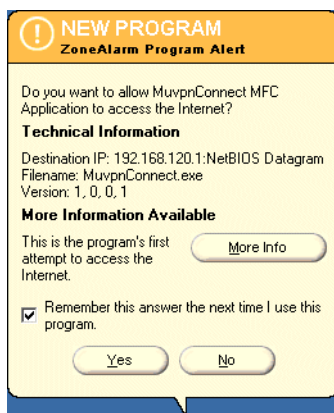 NEW PROGRAM
ZoneAlarm Program Alert
Do you want to allow MuvpnConnect MFC
Application to access the Internet?
Technical Information
Destination IP: 192.168.120.1:NetBIOS Datagram
Filename: MuvpnConnect.exe
Version: 1, 0, 0, 1
More Information Available
This is the program's first
attempt to access the
Internet.
More Info
Remember this answer the next time I use this
program.
Yes
No